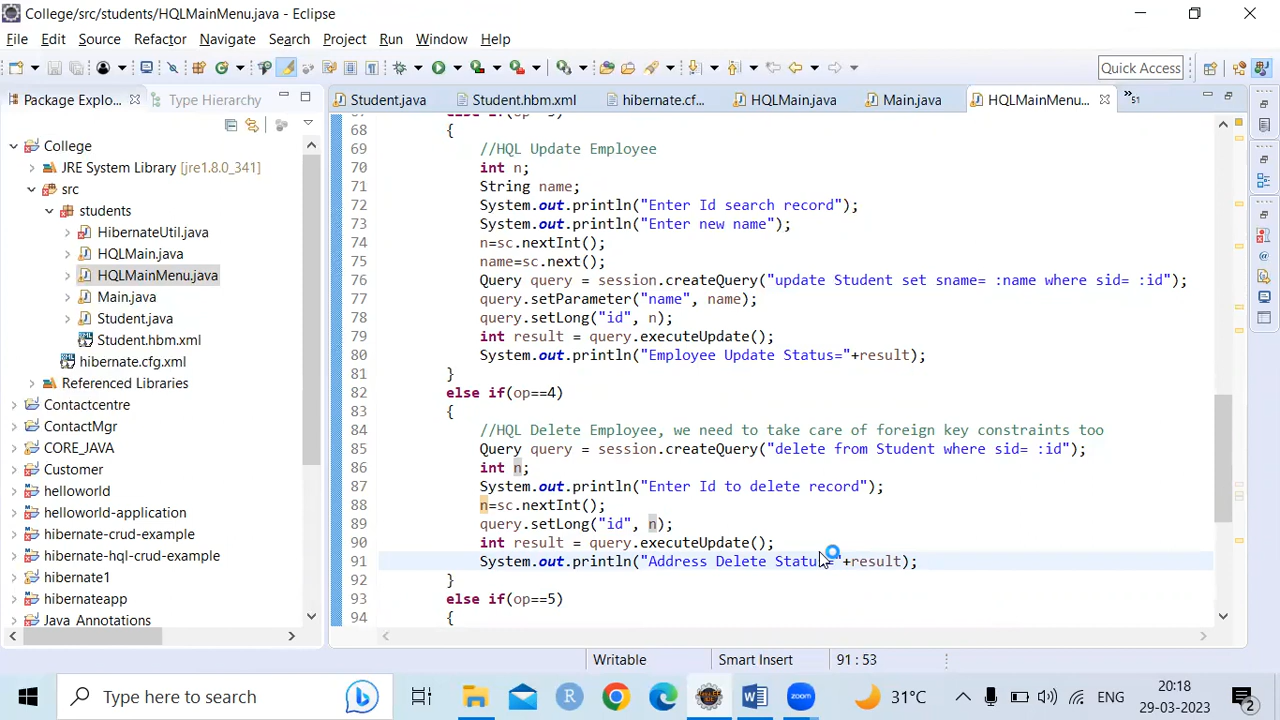 College/src/students/HQLMainMenu.java - Eclipse
File Edit Source Refactor Navigate Search Project Run Window Help
Quick Access
Package Explo... Type Hierarchy
Student.java Student.hbm.xml hibernate.cf... HQLMain.java Main.java HQLMainMenu... »51
College
JRE System Library [jre1.8.0_341]
src
students
HibernateUtil.java
HQLMain.java
HQLMainMenu.java
Main.java
Student.java
Student.hbm.xml
hibernate.cfg.xml
Referenced Libraries
Contactcentre
ContactMgr
CORE_JAVA
Customer
helloworld
helloworld-application
hibernate-crud-example
hibernate-hql-crud-example
hibernate1
hibernateapp
Java_Annotations
68 {
69 //HQL Update Employee
70 int n;
71 String name;
72 System.out.println("Enter Id search record");
73 System.out.println("Enter new name");
74 n=sc.nextInt();
75 name=sc.next();
76 Query query = session.createQuery("update Student set sname= :name where sid= :id");
77 query.setParameter("name", name);
78 query.setLong("id", n);
79 int result = query.executeUpdate();
80 System.out.println("Employee Update Status="+result);
81 }
82 else if(op==4)
83 {
84 //HQL Delete Employee, we need to take care of foreign key constraints too
85 Query query = session.createQuery("delete from Student where sid= :id");
86 int n;
87 System.out.println("Enter Id to delete record");
88 n=sc.nextInt();
89 query.setLong("id", n);
90 int result = query.executeUpdate();
91 System.out.println("Address Delete Status="+result);
92 }
93 else if(op==5)
94 {
Writable Smart Insert 91 : 53
Type here to search
31°C
ENG
20:18
29-03-2023
2